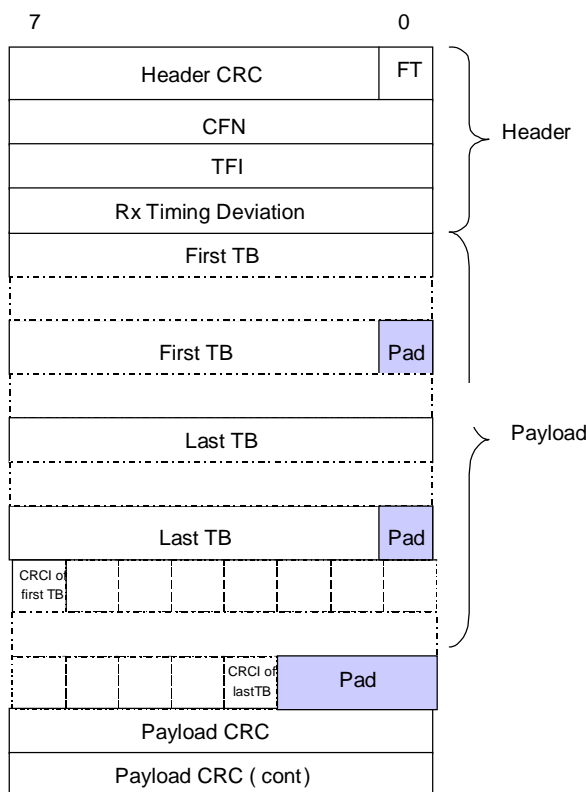 7 0
Header CRC FT
Header
CFN
TFI
Rx Timing Deviation
First TB
First TB Pad
Last TB
Payload
Last TB Pad
CRCI of
first TB
CRCI of
lastTB
Pad
Payload CRC
Payload CRC ( cont)